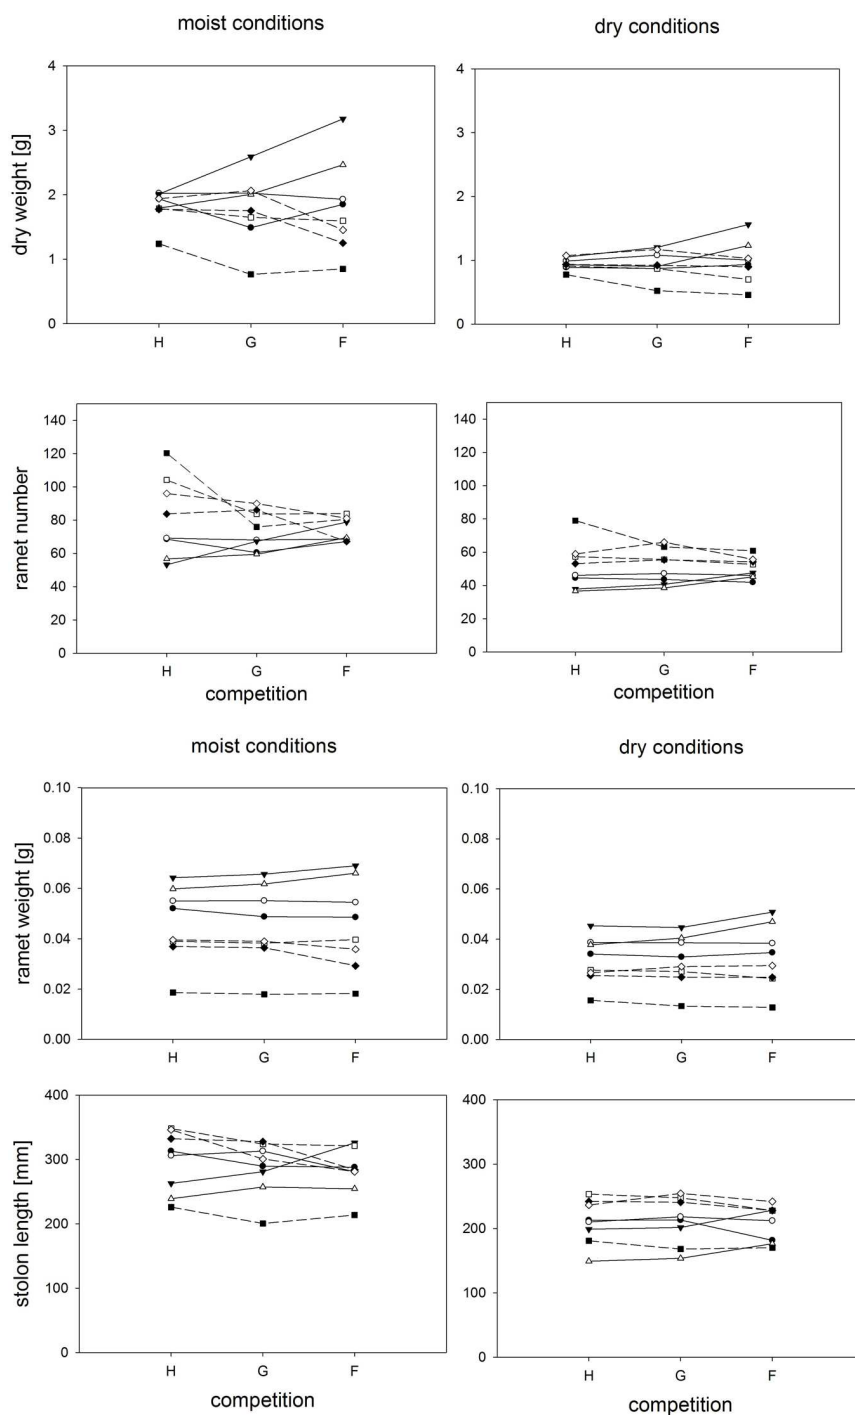 moist conditions
dry conditions
dry weight [g]
4
3
2
1
0
H G F
4
3
2
1
0
H G F
ramet number
140
120
100
80
60
40
20
0
H G F
competition
140
120
100
80
60
40
20
0
H G F
competition
moist conditions
dry conditions
ramet weight [g]
0.10
0.08
0.06
0.04
0.02
0.00
H G F
0.10
0.08
0.06
0.04
0.02
0.00
H G F
stolon length [mm]
400
300
200
100
0
H G F
competition
400
300
200
100
0
H G F
competition